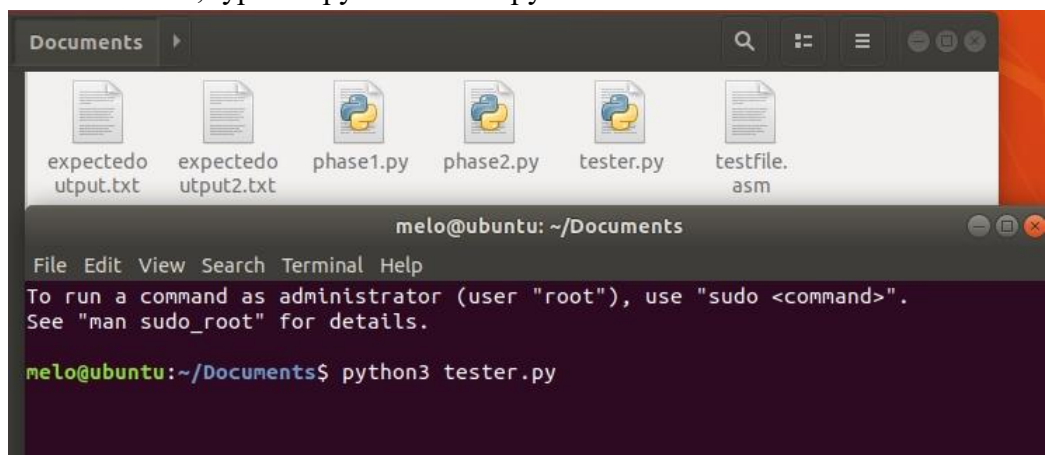 Documents
expectedo
utput.txt
expectedo
utput2.txt
phase1.py
phase2.py
tester.py
testfile.
asm
melo@ubuntu: ~/Documents
File Edit View Search Terminal Help
To run a command as administrator (user "root"), use "sudo <command>".
See "man sudo_root" for details.
melo@ubuntu:~/Documents$ python3 tester.py